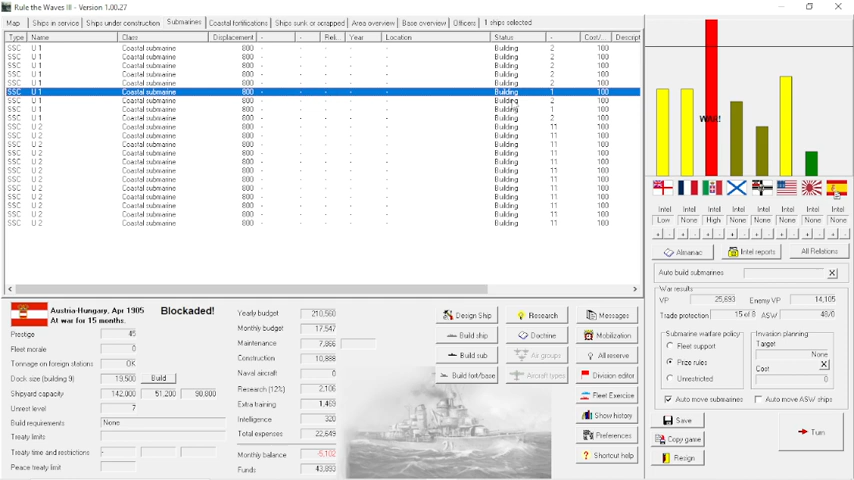 Rule the Waves III - Version 1.00.27
Map Ships in service Ships under construction Submarines Coastal fortifications Ships sunk or scrapped Area overview Base overview Officers 1 ships selected
Type Name Class Displacement - - Reli... Year Location Status - Cost/... Descript
SSC U 1 Coastal submarine 800 - - - - - Building 2 100
SSC U 1 Coastal submarine 800 - - - - - Building 2 100
SSC U 1 Coastal submarine 800 - - - - - Building 2 100
SSC U 1 Coastal submarine 800 - - - - - Building 2 100
SSC U 1 Coastal submarine 800 - - - - - Building 2 100
SSC U 1 Coastal submarine 800 - - - - - Building 1 100
SSC U 1 Coastal submarine 800 - - - - - Building 2 100
SSC U 1 Coastal submarine 800 - - - - - Building 1 100
SSC U 1 Coastal submarine 800 - - - - - Building 2 100
SSC U 2 Coastal submarine 800 - - - - - Building 11 100
SSC U 2 Coastal submarine 800 - - - - - Building 11 100
SSC U 2 Coastal submarine 800 - - - - - Building 11 100
SSC U 2 Coastal submarine 800 - - - - - Building 11 100
SSC U 2 Coastal submarine 800 - - - - - Building 11 100
SSC U 2 Coastal submarine 800 - - - - - Building 11 100
SSC U 2 Coastal submarine 800 - - - - - Building 11 100
SSC U 2 Coastal submarine 800 - - - - - Building 11 100
SSC U 2 Coastal submarine 800 - - - - - Building 11 100
SSC U 2 Coastal submarine 800 - - - - - Building 11 100
SSC U 2 Coastal submarine 800 - - - - - Building 11 100
SSC U 2 Coastal submarine 800 - - - - - Building 11 100
WAR!
Intel Intel Intel Intel Intel Intel Intel Intel
Low None High None None None None None
Almanac Intel reports All Relations
Auto build submarines X
War results
VP 25,693 Enemy VP 14,105
Trade protection 15 of 8 ASW 48/0
Submarine warfare policy
Fleet support
Prize rules
Unrestricted
Invasion planning
Target
None
Cost X
0
Auto move submarines Auto move ASW ships
Save
Copy game
Resign
Turn
Austria-Hungary, Apr 1905 Blockaded!
At war for 15 months.
Prestige 45
Fleet morale 0
Tonnage on foreign stations OK
Dock size (building 9) 19,500 Build
Shipyard capacity 142,000 51,200 90,800
Unrest level 7
Build requirements None
Treaty limits
Treaty time and restrictions -
Peace treaty limit
Yearly budget 210,560
Monthly budget 17,547
Maintenance 7,866
Construction 10,888
Naval aircraft 0
Research (12%) 2,106
Extra training 1,469
Intelligence 320
Total expenses 22,649
Monthly balance -5,102
Funds 43,893
Design Ship Research Messages
Build ship Doctrine Mobilization
Build sub Air groups All reserve
Build fort/base Aircraft types Division editor
Fleet Exercise
Show history
Preferences
Shortcut help